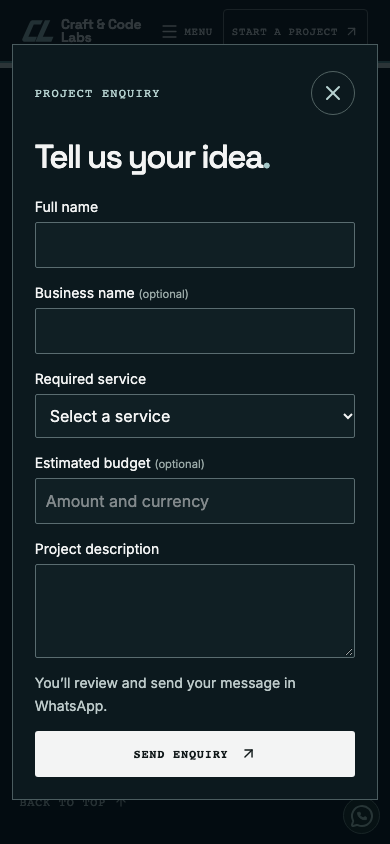 Craft & Code
Labs
MENU
START A PROJECT
PROJECT ENQUIRY
Tell us your idea.
Full name
Business name (optional)
Required service
Select a service
Estimated budget (optional)
Amount and currency
Project description
You’ll review and send your message in
WhatsApp.
SEND ENQUIRY
BACK TO TOP